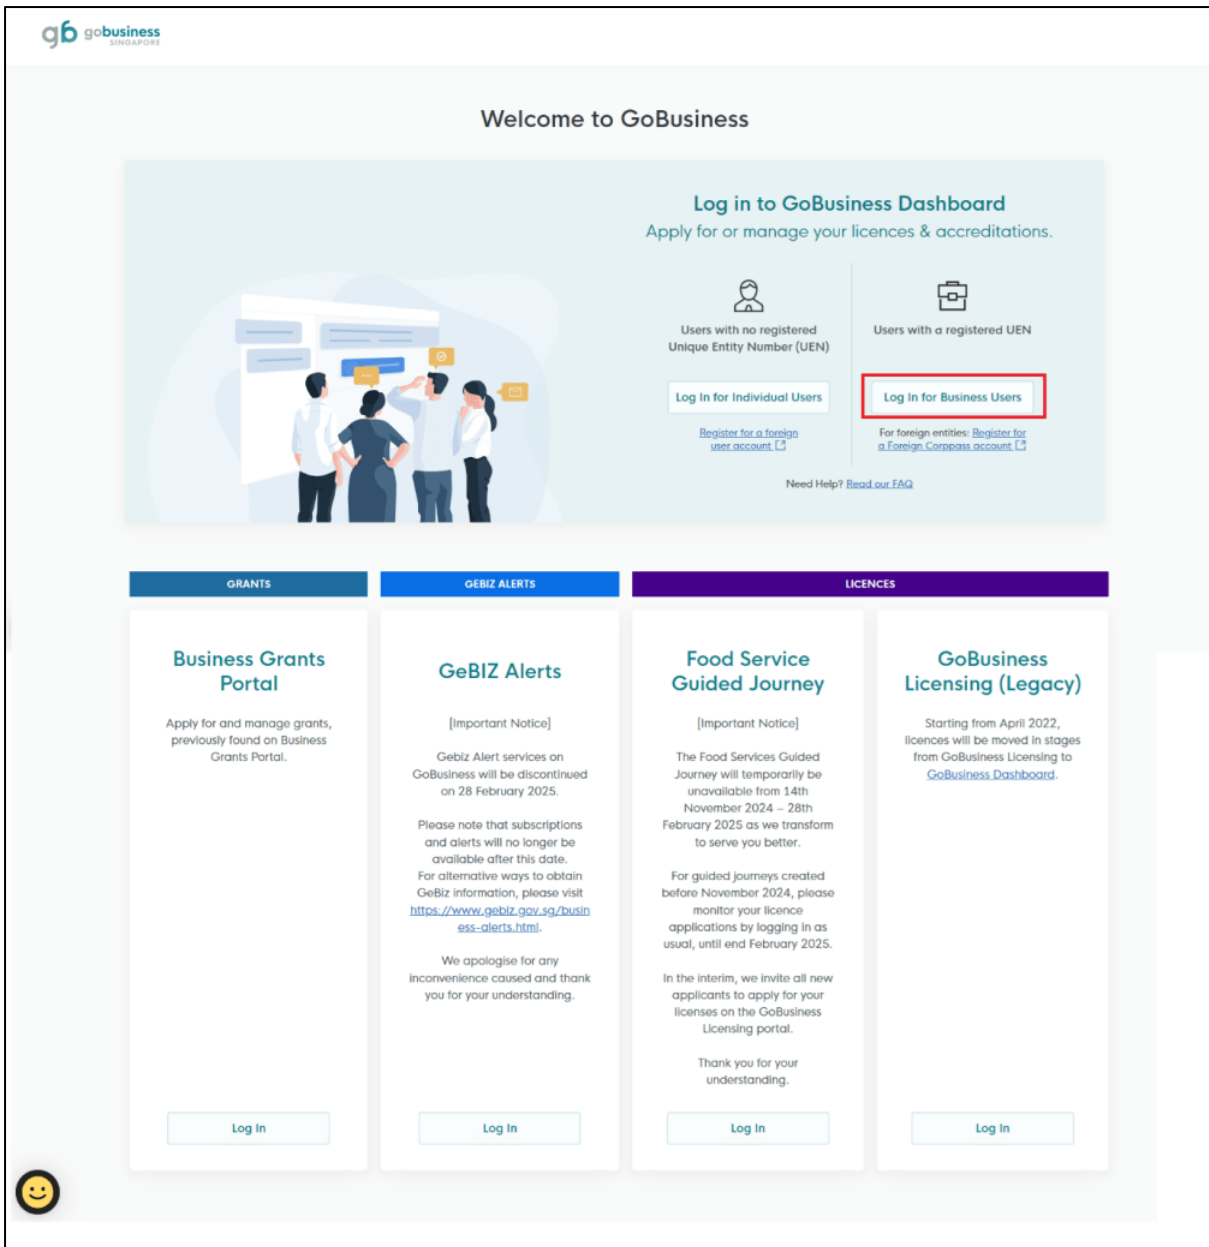 gb gobusiness
SINGAPORE
Welcome to GoBusiness
Log in to GoBusiness Dashboard
Apply for or manage your licences & accreditations.
Users with no registered
Unique Entity Number (UEN)
Log In for Individual Users
Register for a foreign
user account
Users with a registered UEN
Log In for Business Users
For foreign entities: Register for
a Foreign Corppass account
Need Help? Read our FAQ
GRANTS
Business Grants
Portal
Apply for and manage grants,
previously found on Business
Grants Portal.
Log In
GEBIZ ALERTS
GeBIZ Alerts
[Important Notice]
Gebiz Alert services on
GoBusiness will be discontinued
on 28 February 2025.
Please note that subscriptions
and alerts will no longer be
available after this date.
For alternative ways to obtain
GeBiz information, please visit
https://www.gebiz.gov.sg/busin
ess-alerts.html.
We apologise for any
inconvenience caused and thank
you for your understanding.
Log In
LICENCES
Food Service
Guided Journey
[Important Notice]
The Food Services Guided
Journey will temporarily be
unavailable from 14th
November 2024 – 28th
February 2025 as we transform
to serve you better.
For guided journeys created
before November 2024, please
monitor your licence
applications by logging in as
usual, until end February 2025.
In the interim, we invite all new
applicants to apply for your
licenses on the GoBusiness
Licensing portal.
Thank you for your
understanding.
Log In
GoBusiness
Licensing (Legacy)
Starting from April 2022,
licences will be moved in stages
from GoBusiness Licensing to
GoBusiness Dashboard.
Log In